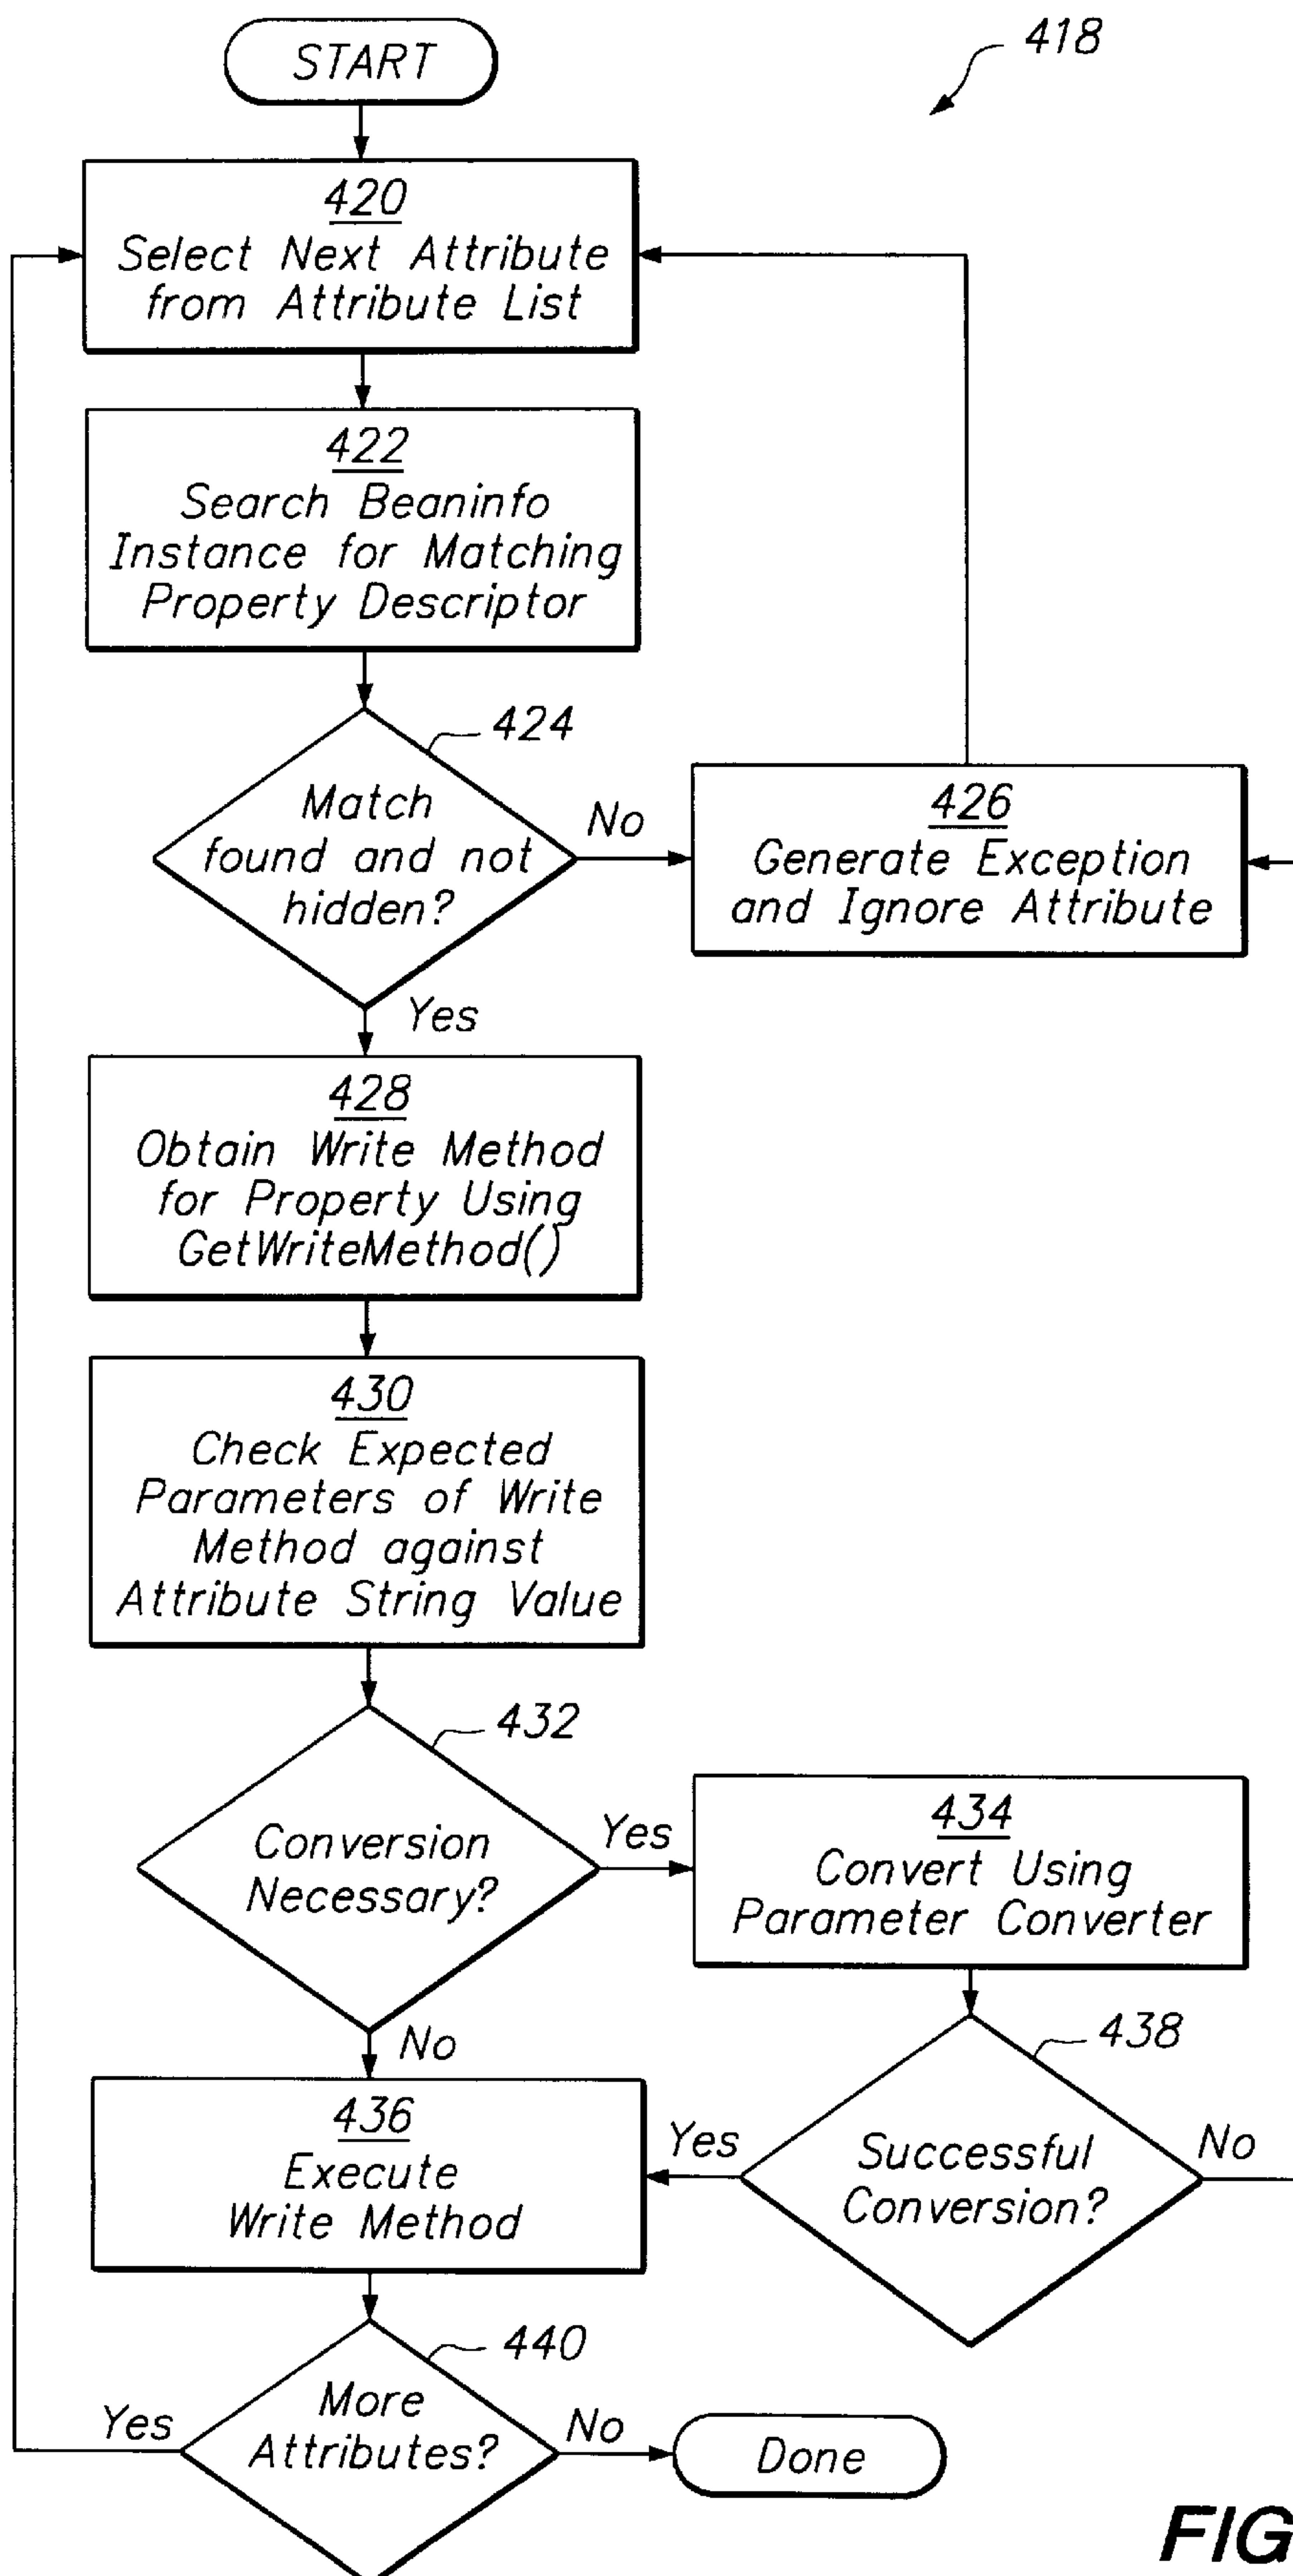 START
418
420
Select Next Attribute
from Attribute List
422
Search Beaninfo
Instance for Matching
Property Descriptor
424
Match
found and not
hidden?
No
426
Generate Exception
and Ignore Attribute
Yes
428
Obtain Write Method
for Property Using
GetWriteMethod()
430
Check Expected
Parameters of Write
Method against
Attribute String Value
432
Conversion
Necessary?
Yes
434
Convert Using
Parameter Converter
No
438
436
Execute
Write Method
Yes
Successful
Conversion?
No
440
More
Attributes?
Yes
No
Done
FIG